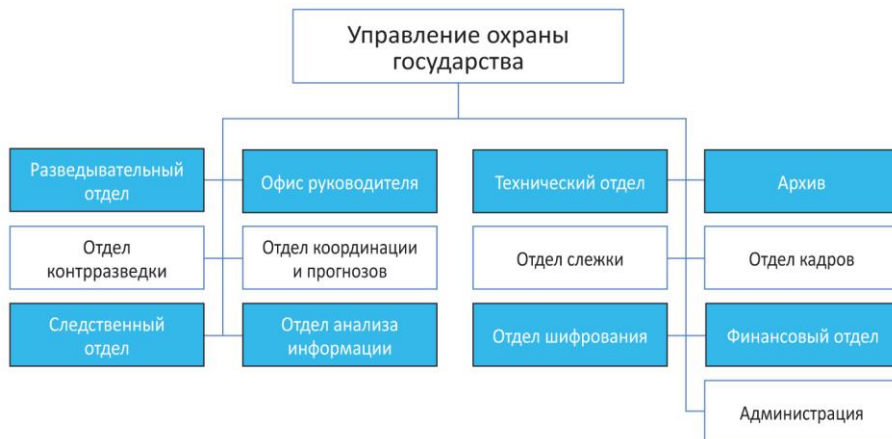 Управление охраны
государства
Разведывательный
отдел
Офис руководителя
Технический отдел
Архив
Отдел
контрразведки
Отдел координации
и прогнозов
Отдел слежки
Отдел кадров
Следственный
отдел
Отдел анализа
информации
Отдел шифрования
Финансовый отдел
Администрация